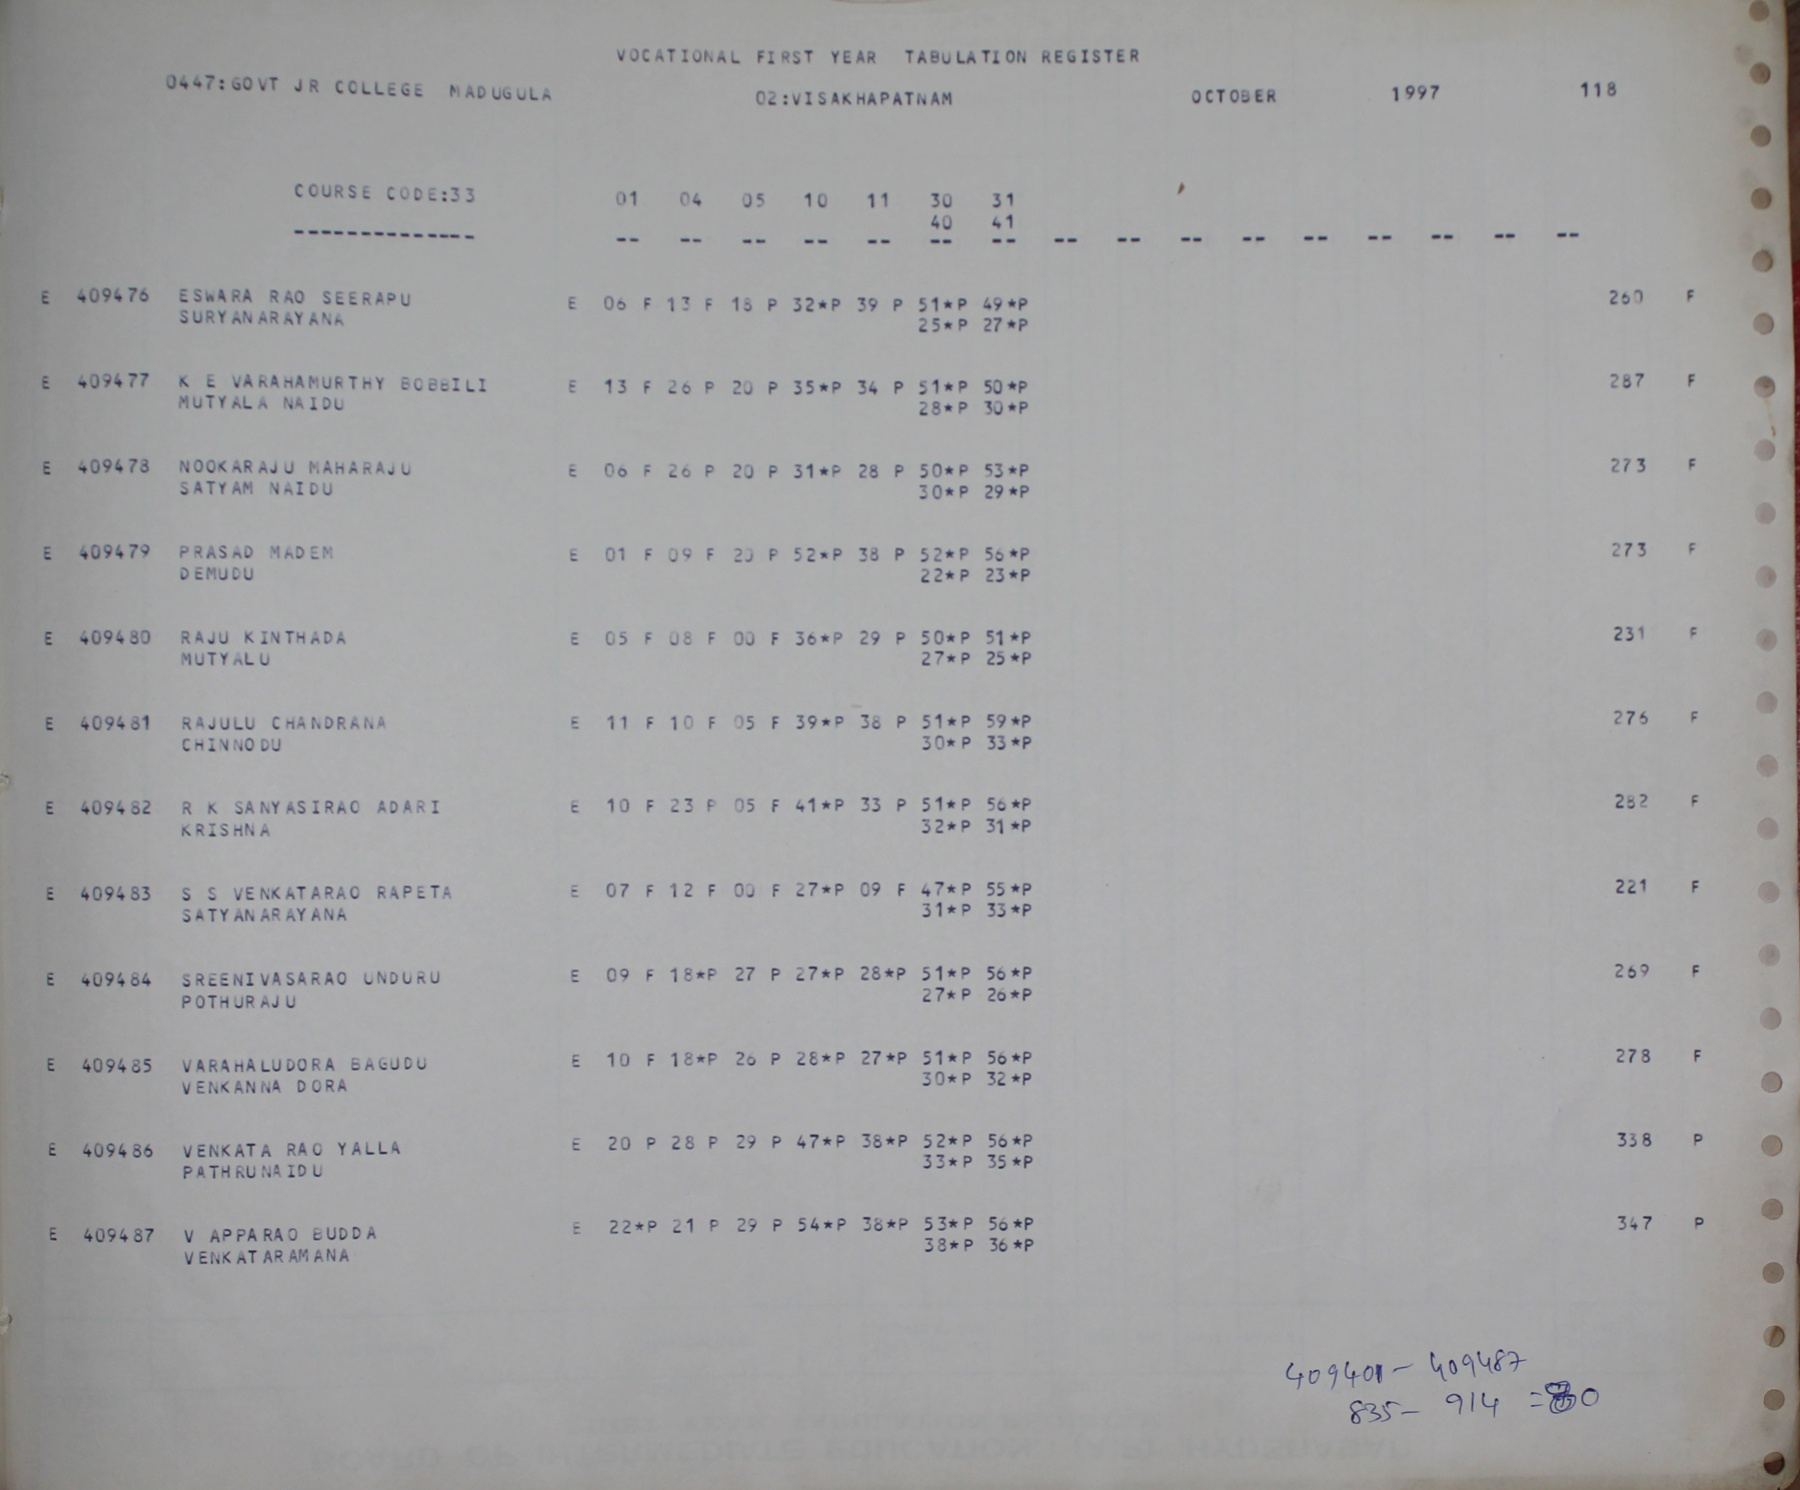 VOCATIONAL FIRST YEAR TABULATION REGISTER
0447:GOVT JR COLLEGE MADUGULA 02:VISAKHAPATNAM OCTOBER 1997 118
COURSE CODE:33 01 04 05 10 11 30 31
40 41
-------------- -- -- -- -- -- -- -- -- -- -- -- -- -- -- -- --
E 409476 ESWARA RAO SEERAPU E 06 F 13 F 18 P 32*P 39 P 51*P 49*P 260 F
SURYANARAYANA 25*P 27*P
E 409477 K E VARAHAMURTHY BOBBILI E 13 F 26 P 20 P 35*P 34 P 51*P 50*P 287 F
MUTYALA NAIDU 28*P 30*P
E 409478 NOOKARAJU MAHARAJU E 06 F 26 P 20 P 31*P 28 P 50*P 53*P 273 F
SATYAM NAIDU 30*P 29*P
E 409479 PRASAD MADEM E 01 F 09 F 20 P 52*P 38 P 52*P 56*P 273 F
DEMUDU 22*P 23*P
E 409480 RAJU KINTHADA E 05 F 08 F 00 F 36*P 29 P 50*P 51*P 231 F
MUTYALU 27*P 25*P
E 409481 RAJULU CHANDRANA E 11 F 10 F 05 F 39*P 38 P 51*P 59*P 276 F
CHINNODU 30*P 33*P
E 409482 R K SANYASIRAO ADARI E 10 F 23 P 05 F 41*P 33 P 51*P 56*P 282 F
KRISHNA 32*P 31*P
E 409483 S S VENKATARAO RAPETA E 07 F 12 F 00 F 27*P 09 F 47*P 55*P 221 F
SATYANARAYANA 31*P 33*P
E 409484 SREENIVASARAO UNDURU E 09 F 18*P 27 P 27*P 28*P 51*P 56*P 269 F
POTHURAJU 27*P 26*P
E 409485 VARAHALUDORA BAGUDU E 10 F 18*P 26 P 28*P 27*P 51*P 56*P 278 F
VENKANNA DORA 30*P 32*P
E 409486 VENKATA RAO YALLA E 20 P 28 P 29 P 47*P 38*P 52*P 56*P 338 P
PATHRUNAIDU 33*P 35*P
E 409487 V APPARAO BUDDA E 22*P 21 P 29 P 54*P 38*P 53*P 56*P 347 P
VENKATARAMANA 38*P 36*P
409401 - 409487
835 - 914 = 80